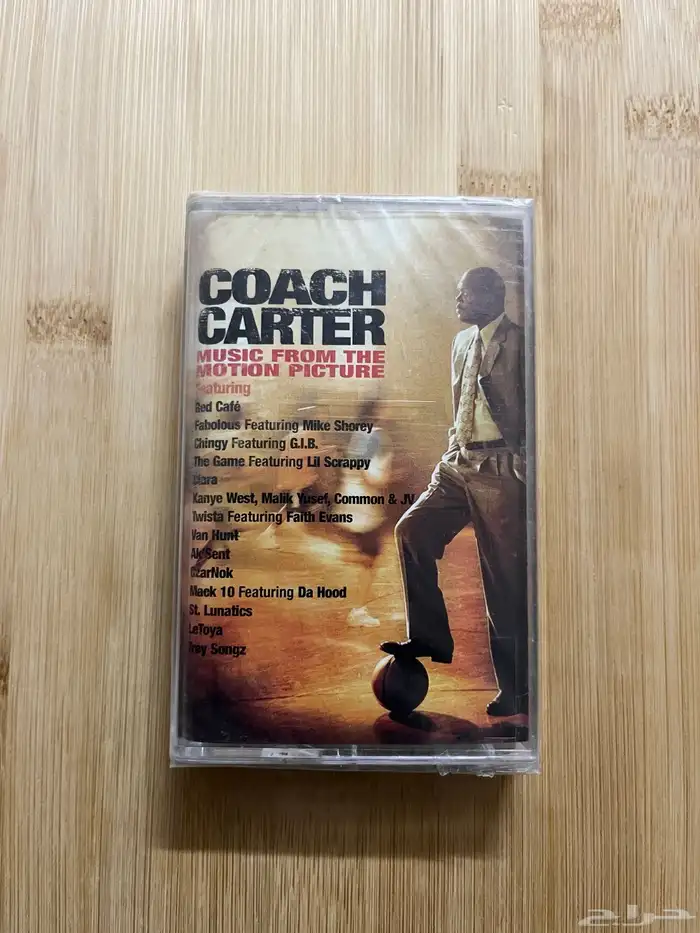 COACH
CARTER
MUSIC FROM THE
MOTION PICTURE
Featuring
Red Café
Fabolous Featuring Mike Shorey
Chingy Featuring G.I.B.
The Game Featuring Lil Scrappy
Ciara
Kanye West, Malik Yusef, Common & JV
Twista Featuring Faith Evans
Van Hunt
Ak'Sent
CzarNok
Mack 10 Featuring Da Hood
St. Lunatics
LeToya
Trey Songz
حراج